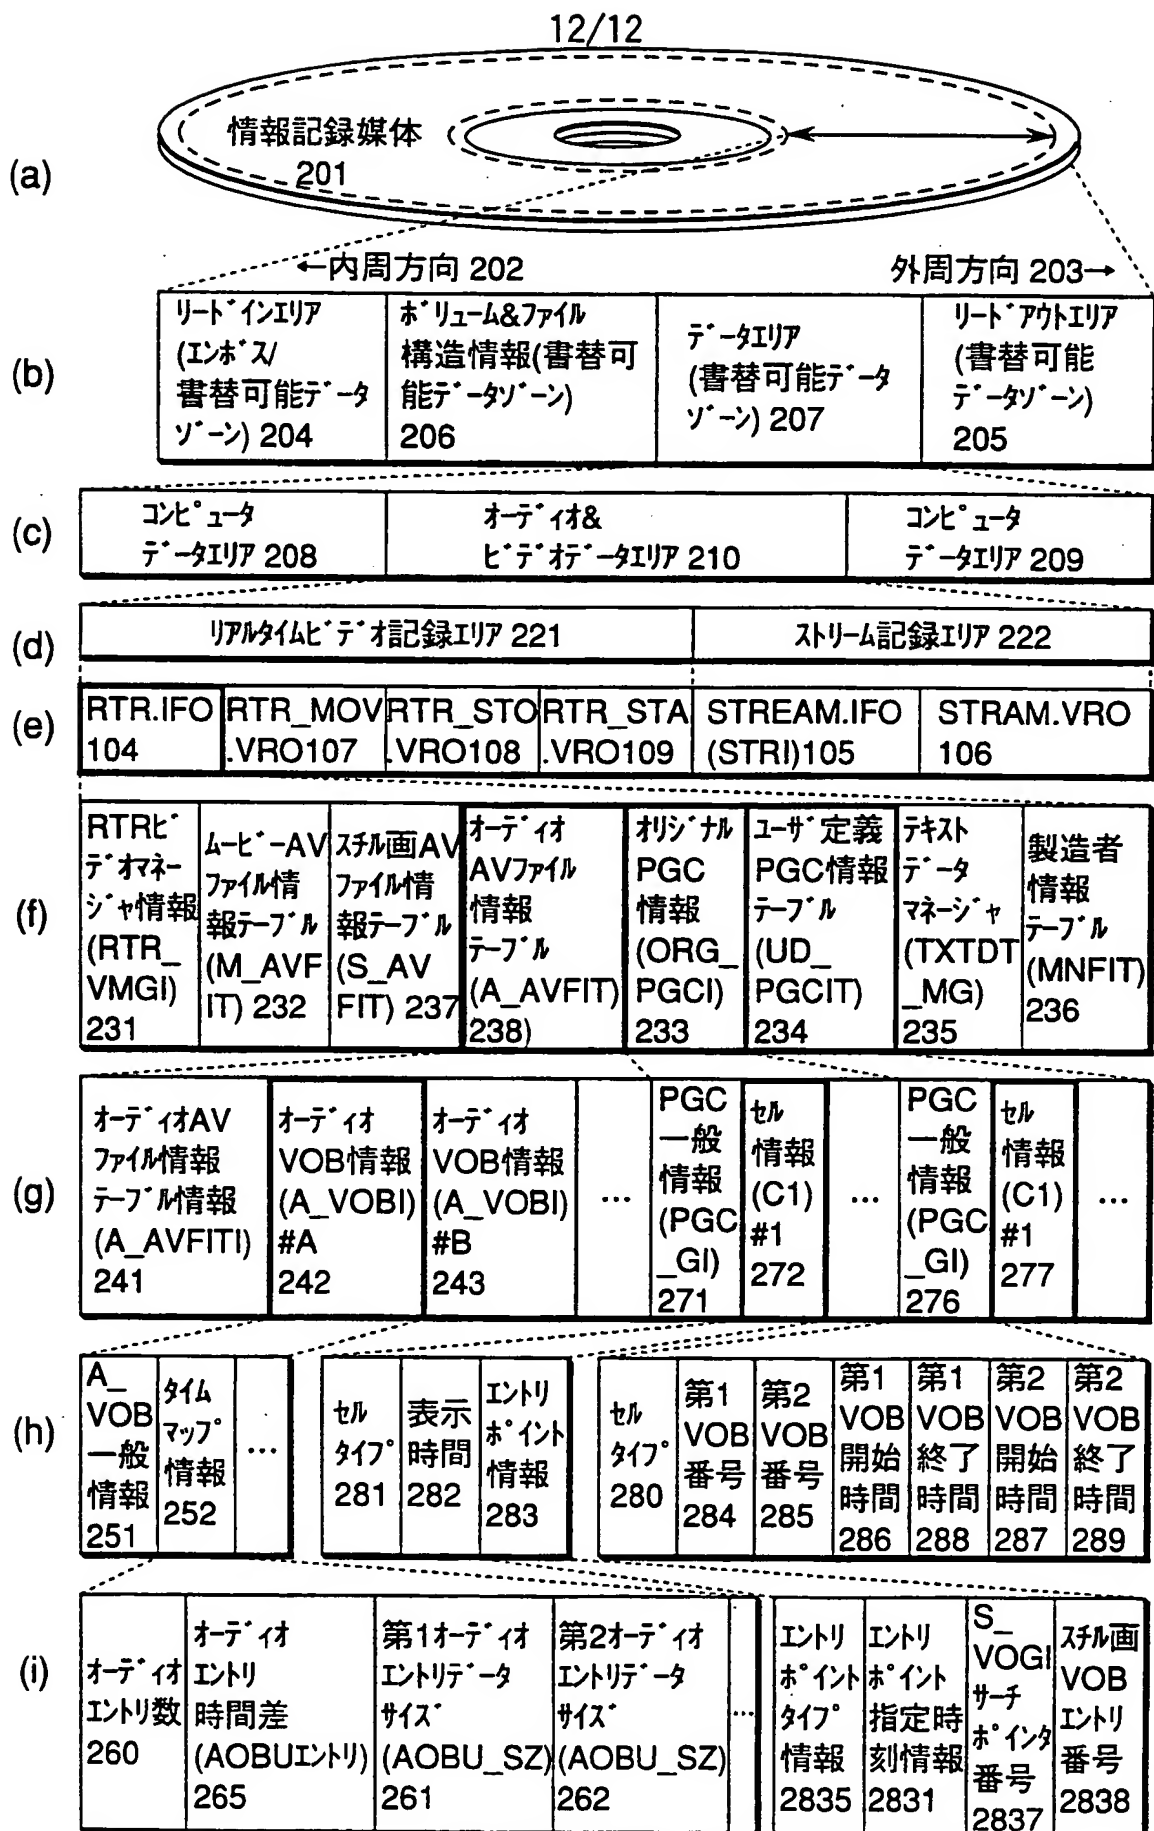 12/12
(a)
情報記録媒体
201
←内周方向 202
外周方向 203→
(b)
リードインエリア
(エンボス/
書替可能データ
ゾーン) 204
ボリューム&ファイル
構造情報(書替可
能データゾーン)
206
データエリア
(書替可能データ
ゾーン) 207
リードアウトエリア
(書替可能
データゾーン)
205
(c)
コンピュータ
データエリア 208
オーディオ&
ビデオデータエリア 210
コンピュータ
データエリア 209
(d)
リアルタイムビデオ記録エリア 221
ストリーム記録エリア 222
(e)
RTR.IFO
104
RTR_MOV
.VRO107
RTR_STO
.VRO108
RTR_STA
.VRO109
STREAM.IFO
(STRI)105
STRAM.VRO
106
(f)
RTRビ
デオマネー
ジャ情報
(RTR_
VMGI)
231
ムービーAV
ファイル情
報テーブル
(M_AVF
IT) 232
スチル画AV
ファイル情
報テーブル
(S_AV
FIT) 237
オーディオ
AVファイル
情報
テーブル
(A_AVFIT)
238)
オリジナル
PGC
情報
(ORG_
PGCI)
233
ユーザ定義
PGC情報
テーブル
(UD_
PGCIT)
234
テキスト
データ
マネージャ
(TXTDT
_MG)
235
製造者
情報
テーブル
(MNFIT)
236
(g)
オーディオAV
ファイル情報
テーブル情報
(A_AVFITI)
241
オーディオ
VOB情報
(A_VOBI)
#A
242
オーディオ
VOB情報
(A_VOBI)
#B
243
…
PGC
一般
情報
(PGC
_GI)
271
セル
情報
(C1)
#1
272
…
PGC
一般
情報
(PGC
_GI)
276
セル
情報
(C1)
#1
277
…
(h)
A_
VOB
一般
情報
251
タイム
マップ
情報
252
…
セル
タイプ
281
表示
時間
282
エントリ
ポイント
情報
283
セル
タイプ
280
第1
VOB
番号
284
第2
VOB
番号
285
第1
VOB
開始
時間
286
第1
VOB
終了
時間
288
第2
VOB
開始
時間
287
第2
VOB
終了
時間
289
(i)
オーディオ
エントリ数
260
オーディオ
エントリ
時間差
(AOBUエントリ)
265
第1オーディオ
エントリデータ
サイズ
(AOBU_SZ)
261
第2オーディオ
エントリデータ
サイズ
(AOBU_SZ)
262
…
エントリ
ポイント
タイプ
情報
2835
エントリ
ポイント
指定時
刻情報
2831
S_
VOGI
サーチ
ポインタ
番号
2837
スチル画
VOB
エントリ
番号
2838